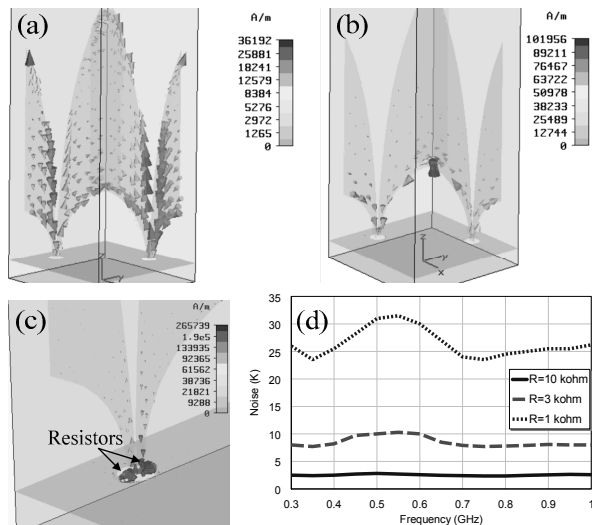 (a)
A/m
36192
25881
18241
12579
8384
5276
2972
1265
0
z
Y
(b)
A/m
101956
89211
76467
63722
50978
38233
25489
12744
0
z
Y
x
(c)
A/m
265739
1.9e5
133935
92365
61562
38736
21821
9288
0
Resistors
(d)
35
30
25
20
15
10
5
0
Noise (K)
R=10 kohm
R=3 kohm
R=1 kohm
0.3 0.4 0.5 0.6 0.7 0.8 0.9 1
Frequency (GHz)